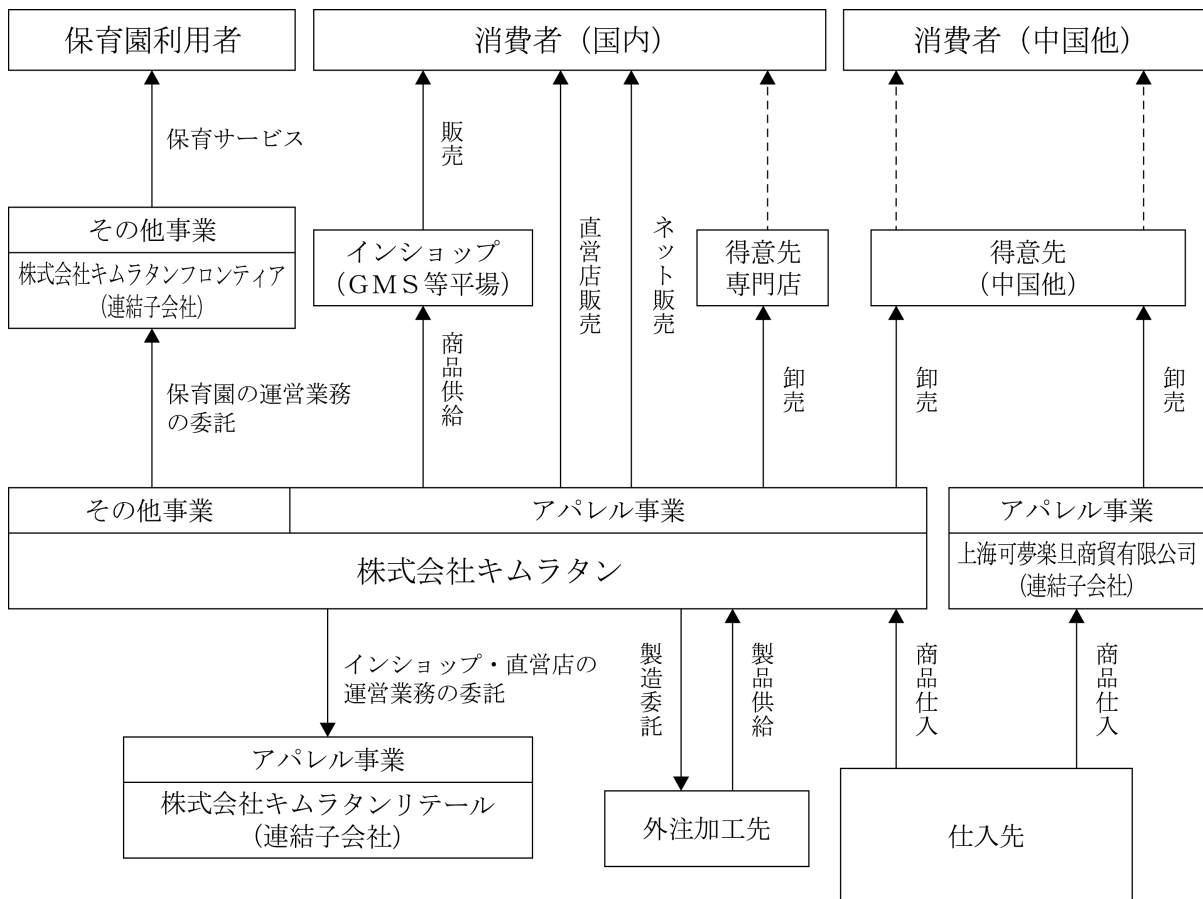 保育園利用者
消費者（国内）
消費者（中国他）
保育サービス
販売
直営店販売
ネット販売
その他事業
株式会社キムラタンフロンティア
（連結子会社）
インショップ
（ＧＭＳ等平場）
得意先
専門店
得意先
（中国他）
保育園の運営業務
の委託
商品供給
卸売
卸売
卸売
その他事業
アパレル事業
株式会社キムラタン
アパレル事業
上海可夢楽旦商貿有限公司
（連結子会社）
インショップ・直営店の
運営業務の委託
製造委託
製品供給
商品仕入
商品仕入
アパレル事業
株式会社キムラタンリテール
（連結子会社）
外注加工先
仕入先